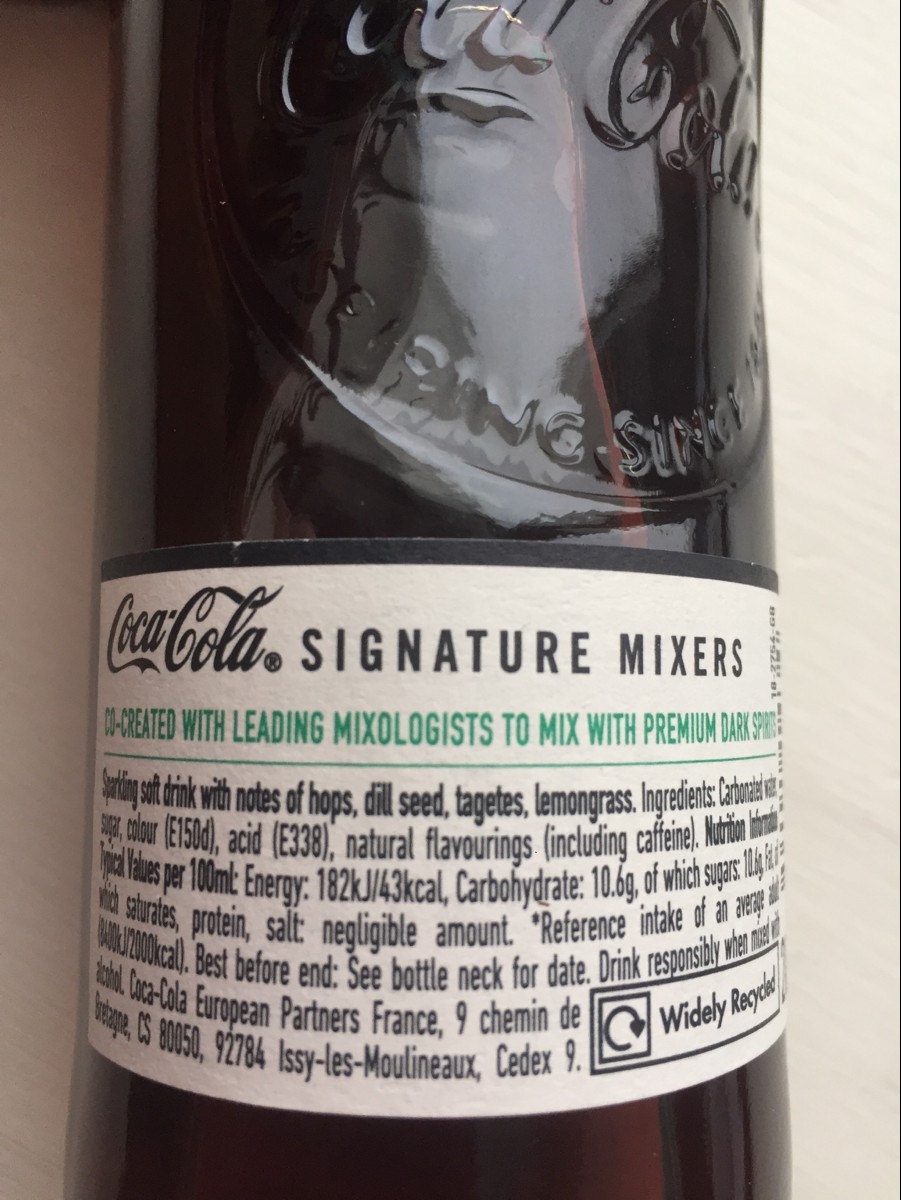 SINCE
Coca-Cola® SIGNATURE MIXERS
CO-CREATED WITH LEADING MIXOLOGISTS TO MIX WITH PREMIUM DARK SPIRITS
Sparkling soft drink with notes of hops, dill seed, tagetes, lemongrass. Ingredients: Carbonated water,
sugar, colour (E150d), acid (E338), natural flavourings (including caffeine). Nutrition Information
Typical Values per 100ml: Energy: 182kJ/43kcal, Carbohydrate: 10.6g, of which sugars: 10.6g, Fat, of
which saturates, protein, salt: negligible amount. *Reference intake of an average adult
(8400kJ/2000kcal). Best before end: See bottle neck for date. Drink responsibly when mixed with
alcohol. Coca-Cola European Partners France, 9 chemin de
Bretagne, CS 80050, 92784 Issy-les-Moulineaux, Cedex 9.
Widely Recycled